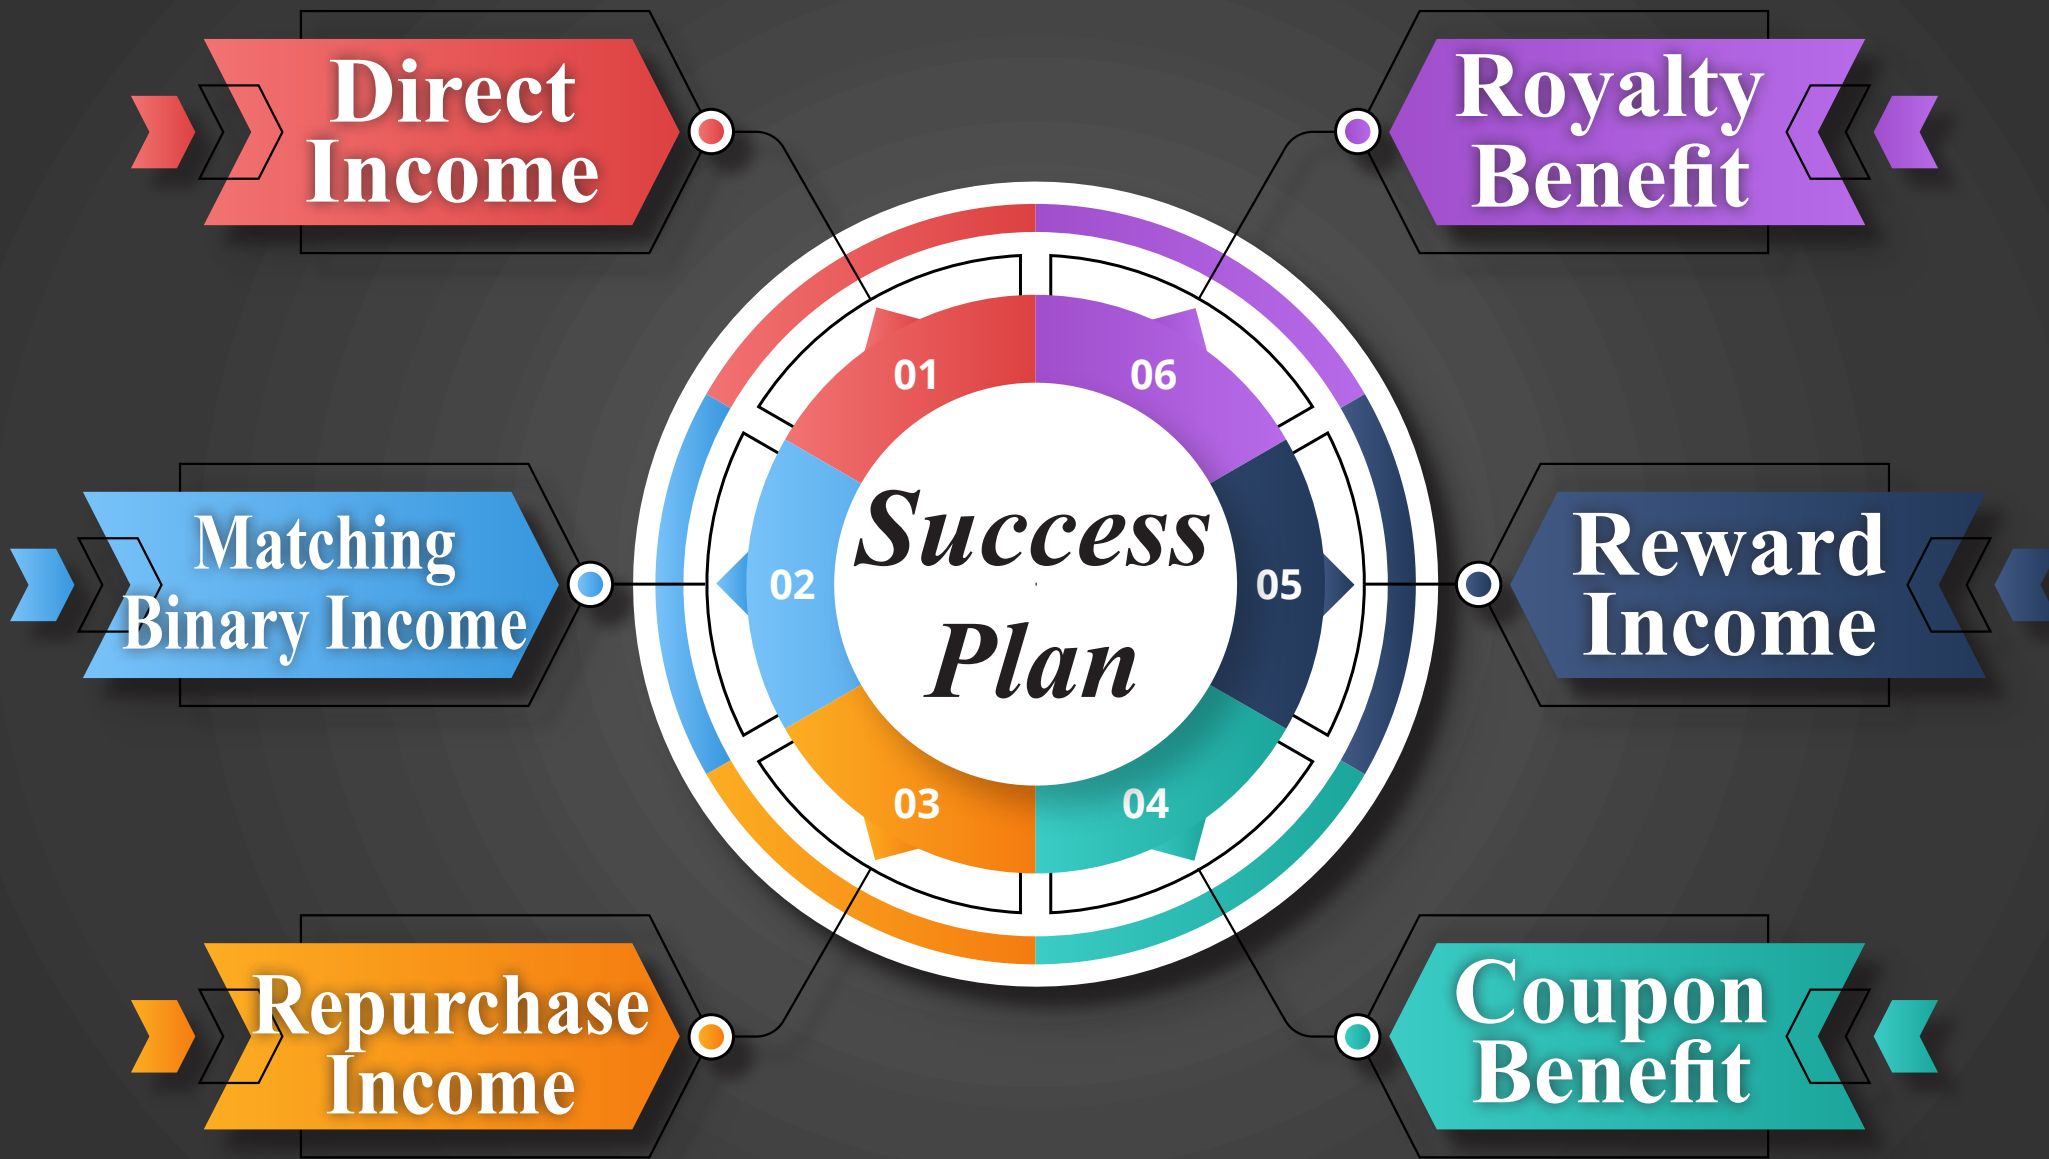 Direct
Income
Royalty
Benefit
01
06
Matching
Binary Income
02
Success
Plan
05
Reward
Income
03
04
Repurchase
Income
Coupon
Benefit